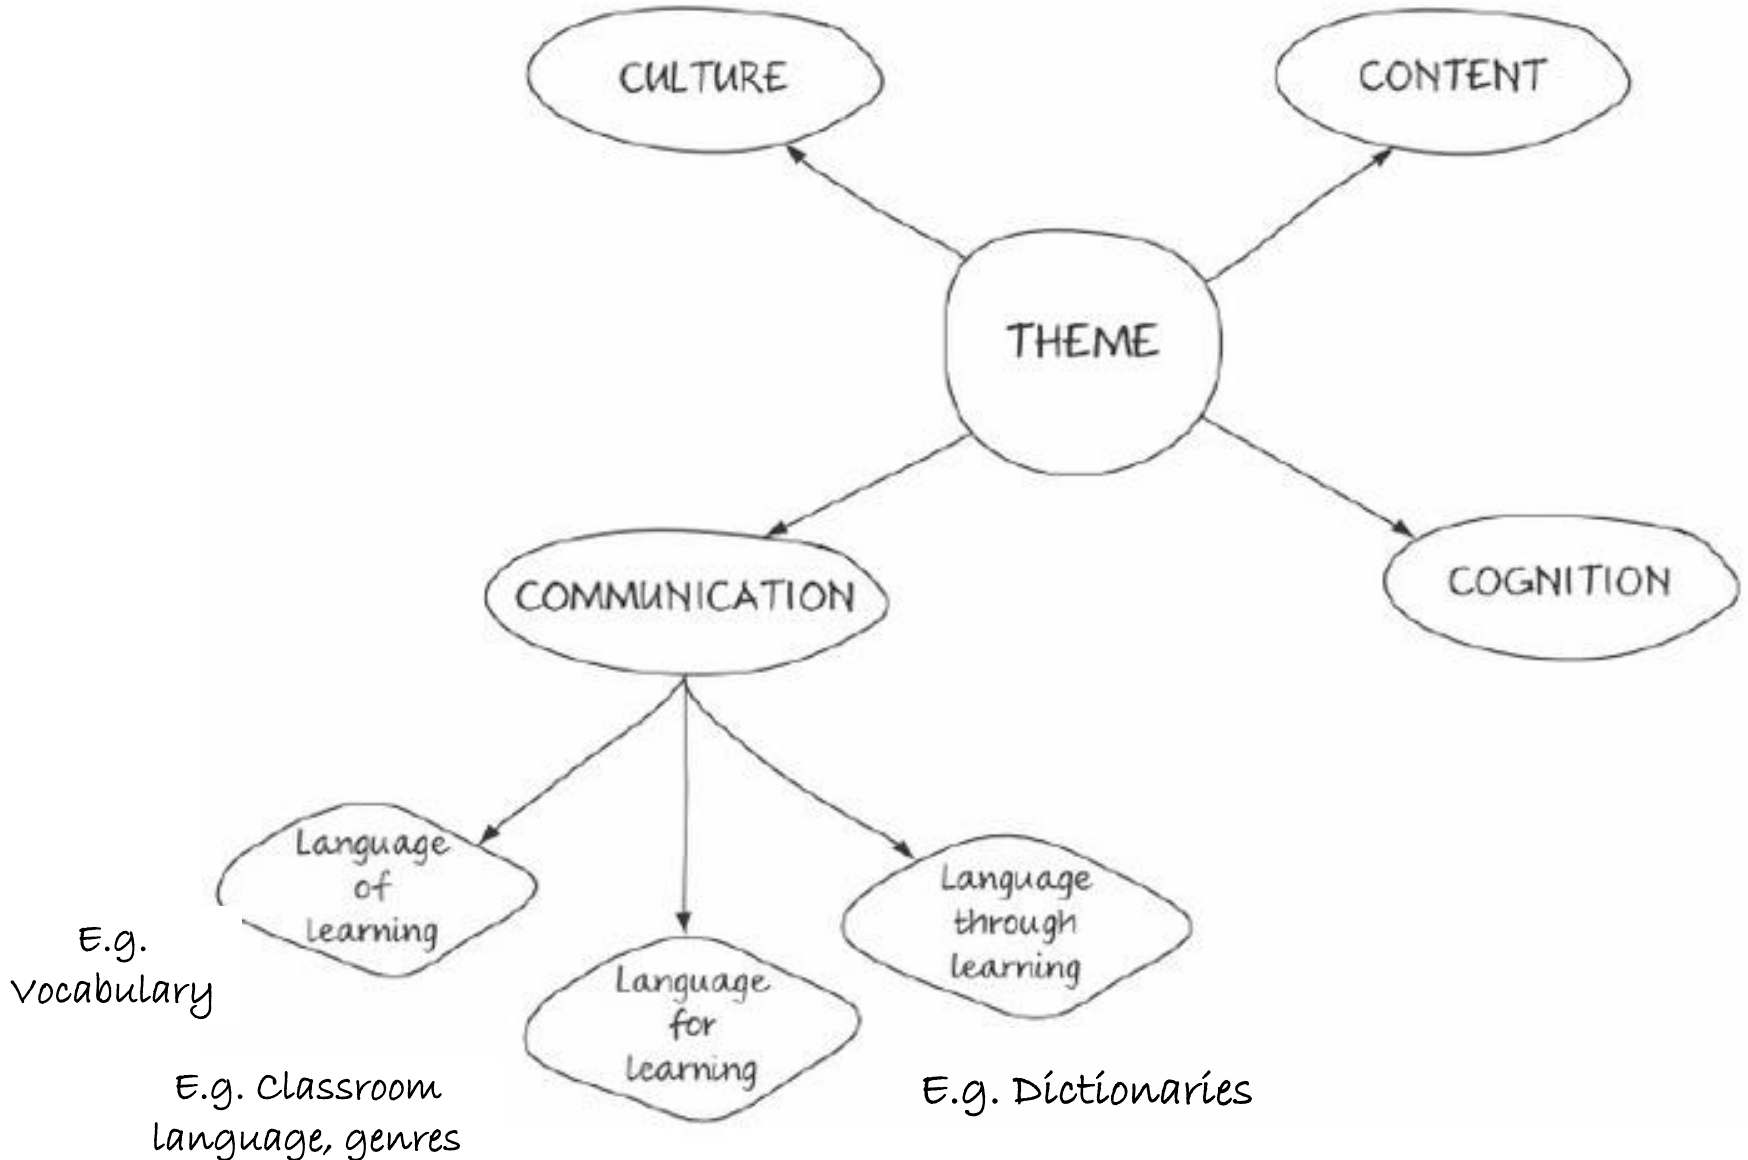 CULTURE
CONTENT
THEME
COMMUNICATION
COGNITION
Language
of
learning
E.g.
Vocabulary
Language
for
learning
E.g. Classroom
language, genres
Language
through
learning
E.g. Dictionaries